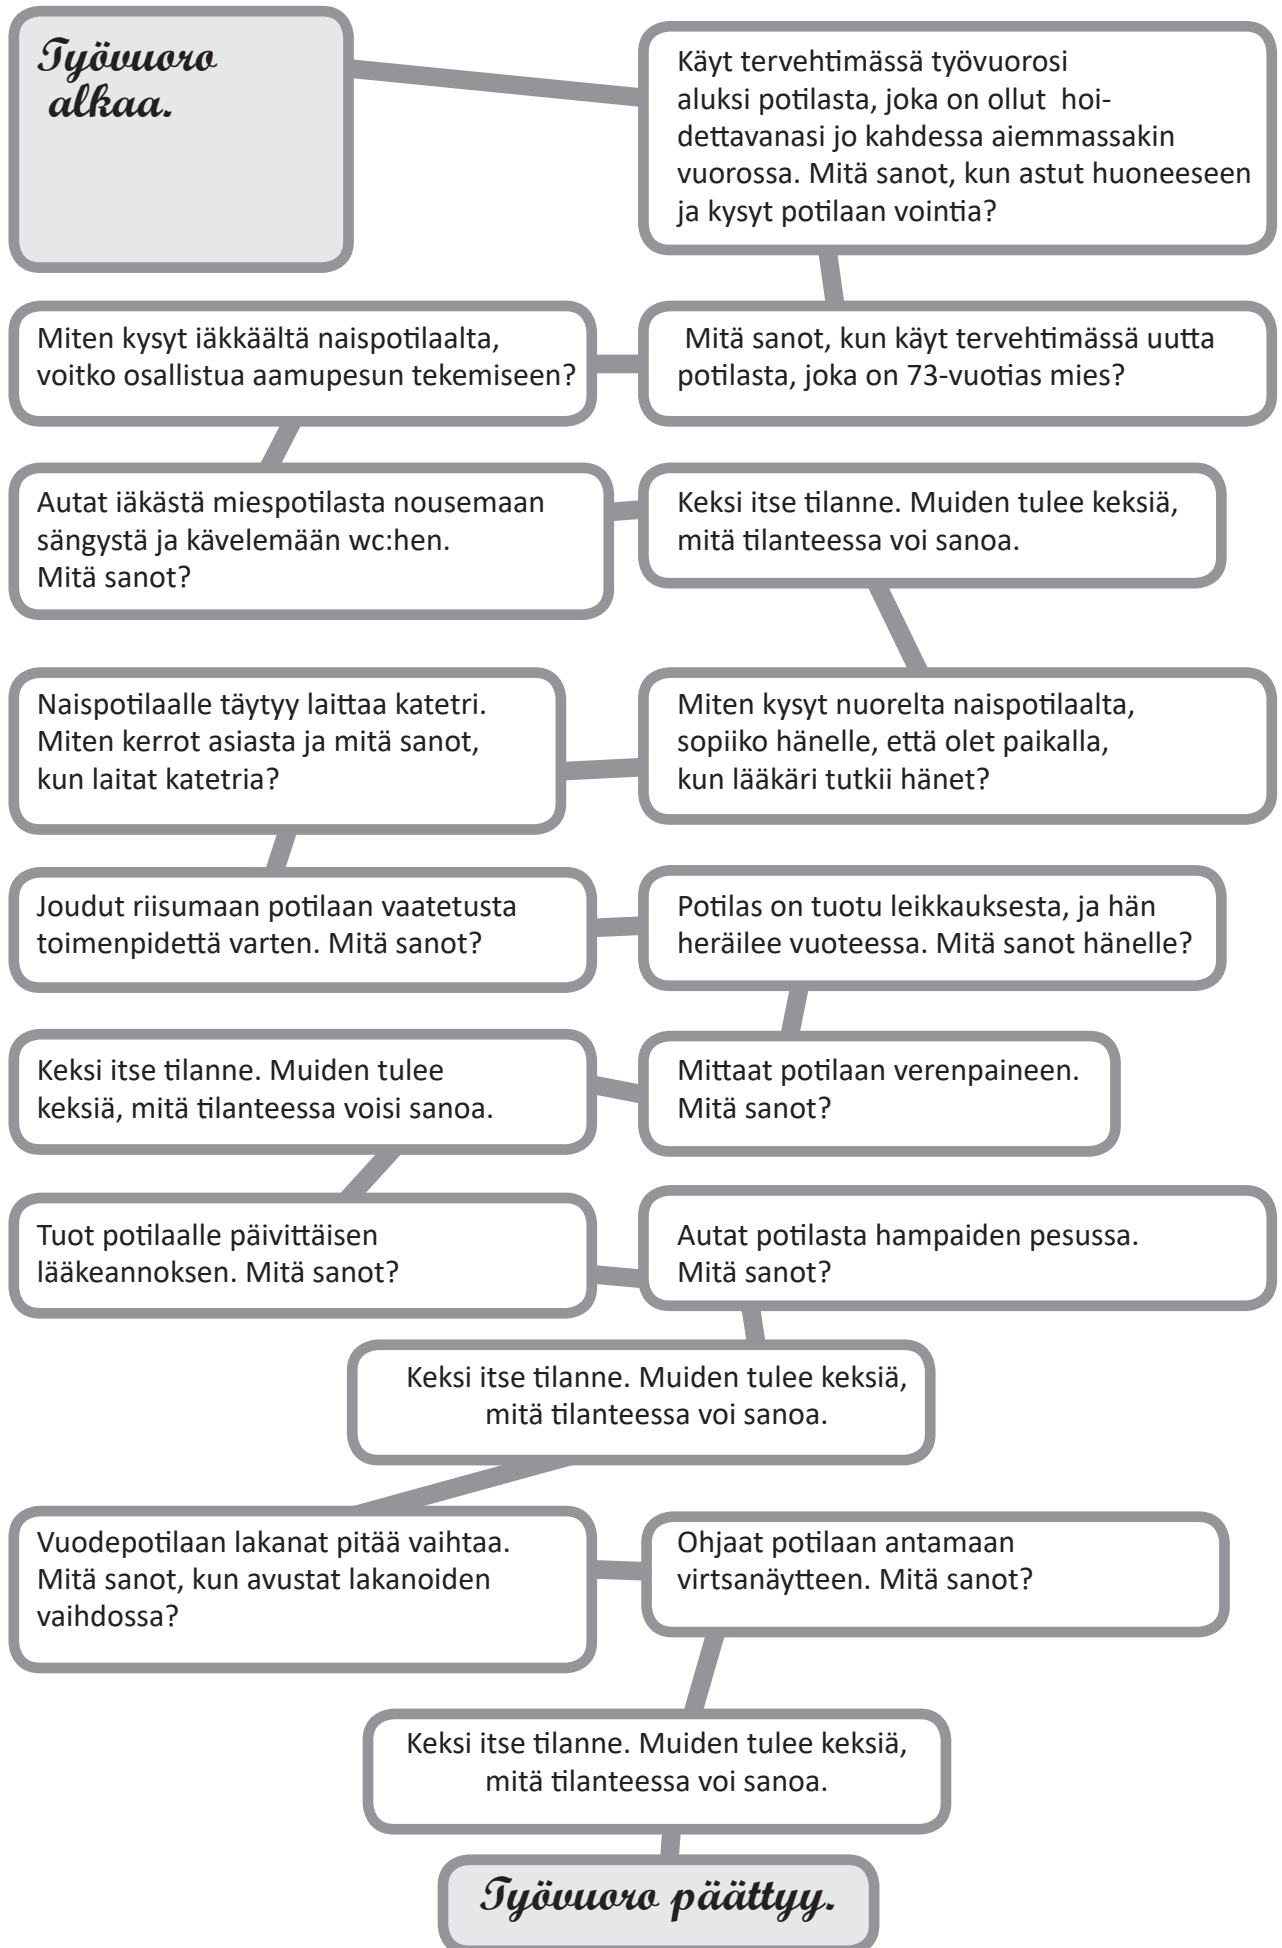 Työvuoro
alkaa.
Käyt tervehtimässä työvuorosi
aluksi potilasta, joka on ollut hoi-
dettavanasi jo kahdessa aiemmassakin
vuorossa. Mitä sanot, kun astut huoneeseen
ja kysyt potilaan vointia?
Mitä sanot, kun käyt tervehtimässä uutta
potilasta, joka on 73-vuotias mies?
Miten kysyt iäkkäältä naispotilaalta,
voitko osallistua aamupesun tekemiseen?
Autat iäkästä miespotilasta nousemaan
sängystä ja kävelemään wc:hen.
Mitä sanot?
Keksi itse tilanne. Muiden tulee keksiä,
mitä tilanteessa voi sanoa.
Miten kysyt nuorelta naispotilaalta,
sopiiko hänelle, että olet paikalla,
kun lääkäri tutkii hänet?
Naispotilaalle täytyy laittaa katetri.
Miten kerrot asiasta ja mitä sanot,
kun laitat katetria?
Joudut riisumaan potilaan vaatetusta
toimenpidettä varten. Mitä sanot?
Potilas on tuotu leikkauksesta, ja hän
heräilee vuoteessa. Mitä sanot hänelle?
Mittaat potilaan verenpaineen.
Mitä sanot?
Keksi itse tilanne. Muiden tulee
keksiä, mitä tilanteessa voisi sanoa.
Tuot potilaalle päivittäisen
lääkeannoksen. Mitä sanot?
Autat potilasta hampaiden pesussa.
Mitä sanot?
Keksi itse tilanne. Muiden tulee keksiä,
mitä tilanteessa voi sanoa.
Vuodepotilaan lakanat pitää vaihtaa.
Mitä sanot, kun avustat lakanoiden
vaihdossa?
Ohjaat potilaan antamaan
virtsanäytteen. Mitä sanot?
Keksi itse tilanne. Muiden tulee keksiä,
mitä tilanteessa voi sanoa.
Työvuoro päättyy.